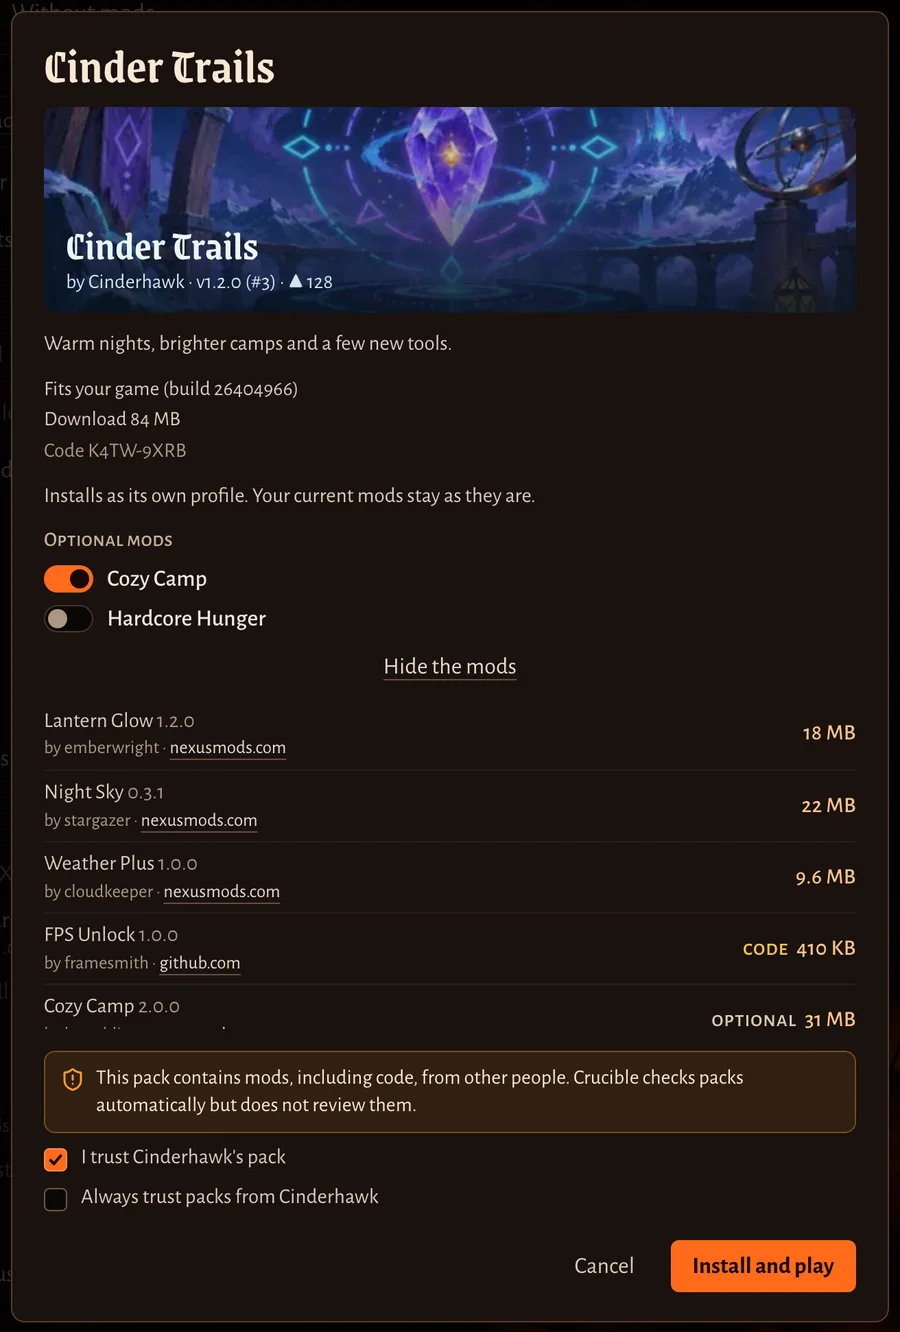 Without mods
Cinder Trails
Cinder Trails
by Cinderhawk · v1.2.0 (#3) · ▲ 128
Warm nights, brighter camps and a few new tools.
Fits your game (build 26404966)
Download 84 MB
Code K4TW-9XRB
Installs as its own profile. Your current mods stay as they are.
OPTIONAL MODS
Cozy Camp
Hardcore Hunger
Hide the mods
Lantern Glow 1.2.0
by emberwright · nexusmods.com
18 MB
Night Sky 0.3.1
by stargazer · nexusmods.com
22 MB
Weather Plus 1.0.0
by cloudkeeper · nexusmods.com
9.6 MB
FPS Unlock 1.0.0
by framesmith · github.com
CODE 410 KB
Cozy Camp 2.0.0
OPTIONAL 31 MB
This pack contains mods, including code, from other people. Crucible checks packs
automatically but does not review them.
I trust Cinderhawk's pack
Always trust packs from Cinderhawk
Cancel
Install and play